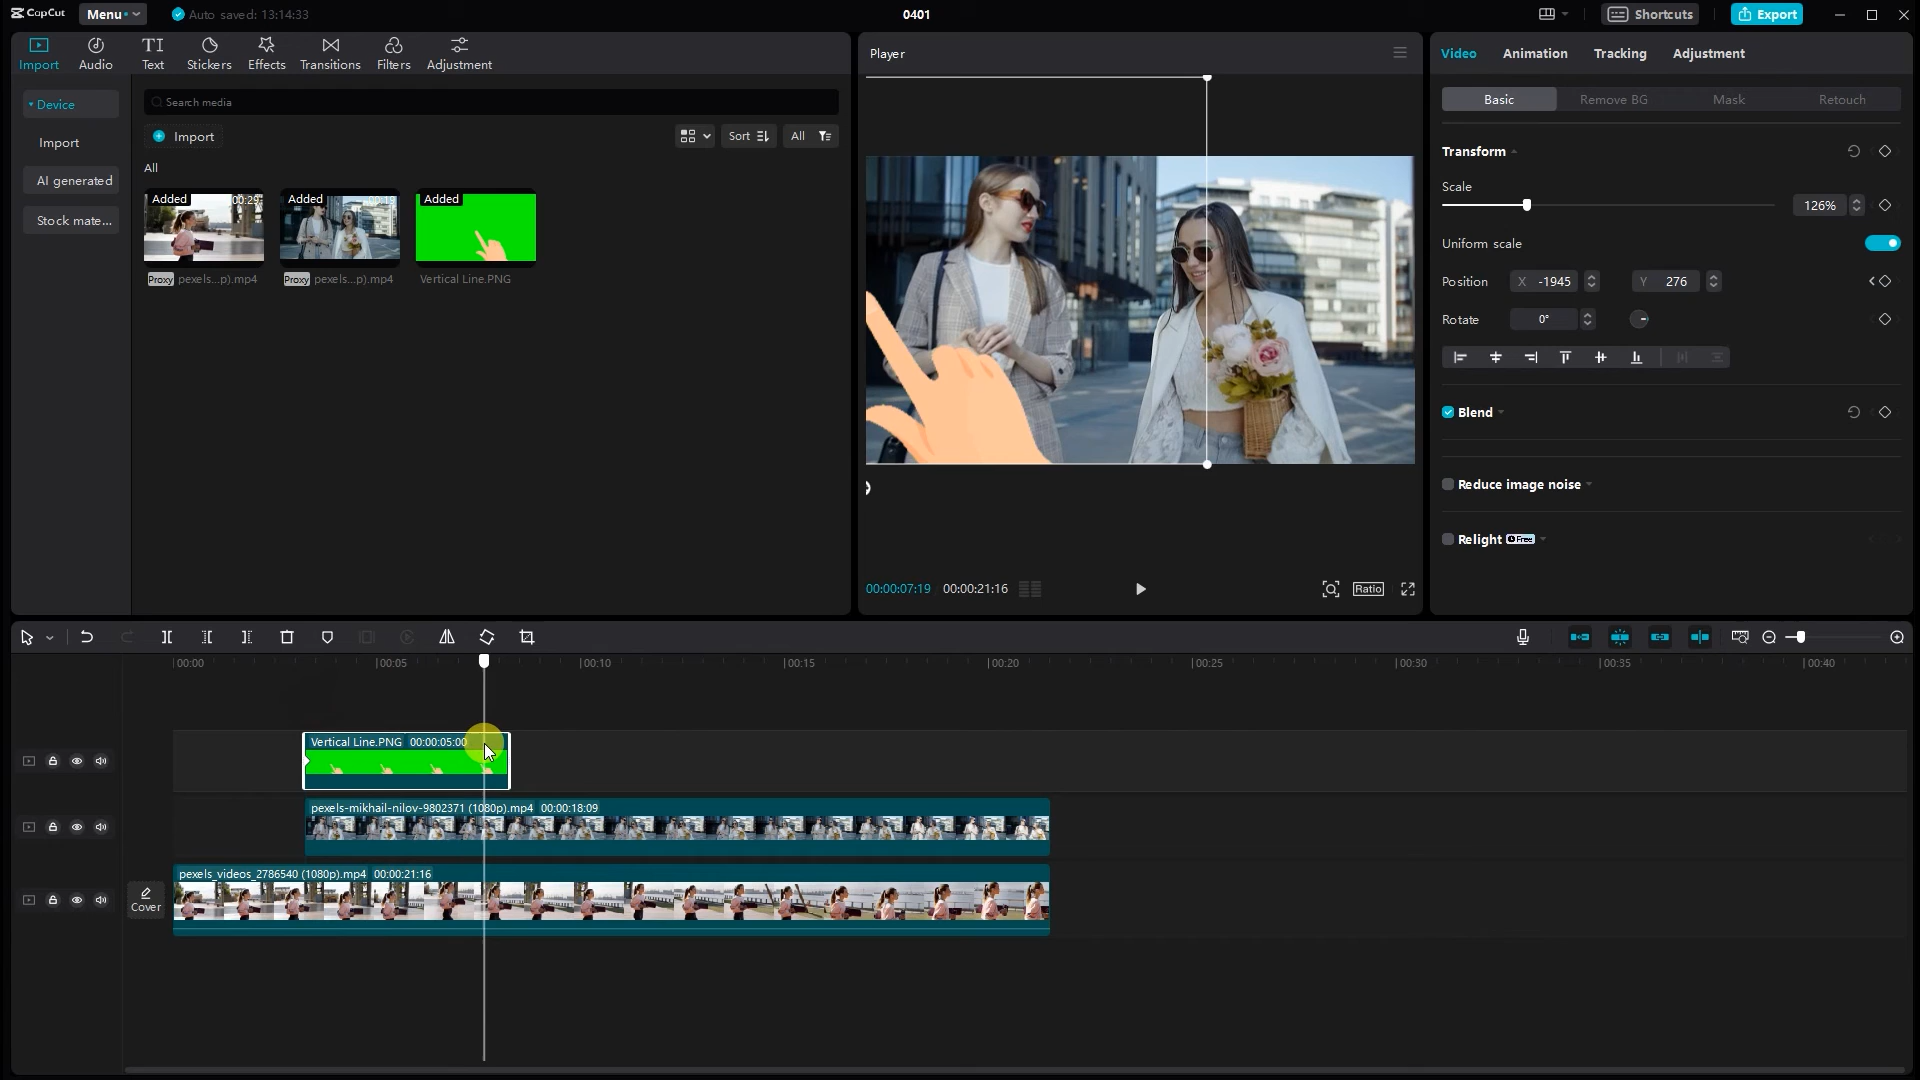 CapCut Menu Auto saved: 13:14:33 0401 Shortcuts Export
Import Audio Text Stickers Effects Transitions Filters Adjustment
Device
Import
AI generated
Stock mate...
Search media
Import Sort All
All
Added
Added
Added
Proxy pexels...p).mp4
Proxy pexels...p).mp4
Vertical Line.PNG
Player
00:00:07:19 00:00:21:16 Ratio
Video Animation Tracking Adjustment
Basic Remove BG Mask Retouch
Transform
Scale
126%
Uniform scale
Position X -1945 Y 276
Rotate 0°
Blend
Reduce image noise
Relight Free
00:00 00:05 00:10 00:15 00:20 00:25 00:30 00:35 00:40
Vertical Line.PNG 00:00:05:00
pexels-mikhail-nilov-9802371 (1080p).mp4 00:00:18:09
pexels_videos_2786540 (1080p).mp4 00:00:21:16
Cover